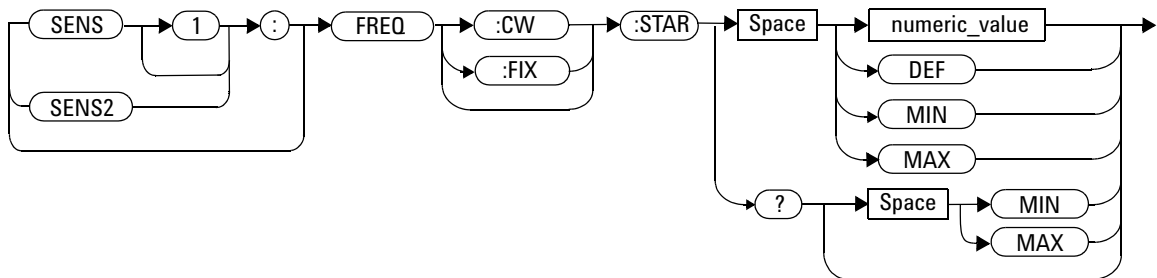 SENS 1 : FREQ :CW :STAR Space numeric_value
:FIX DEF
SENS2 MIN
MAX
? Space MIN
MAX